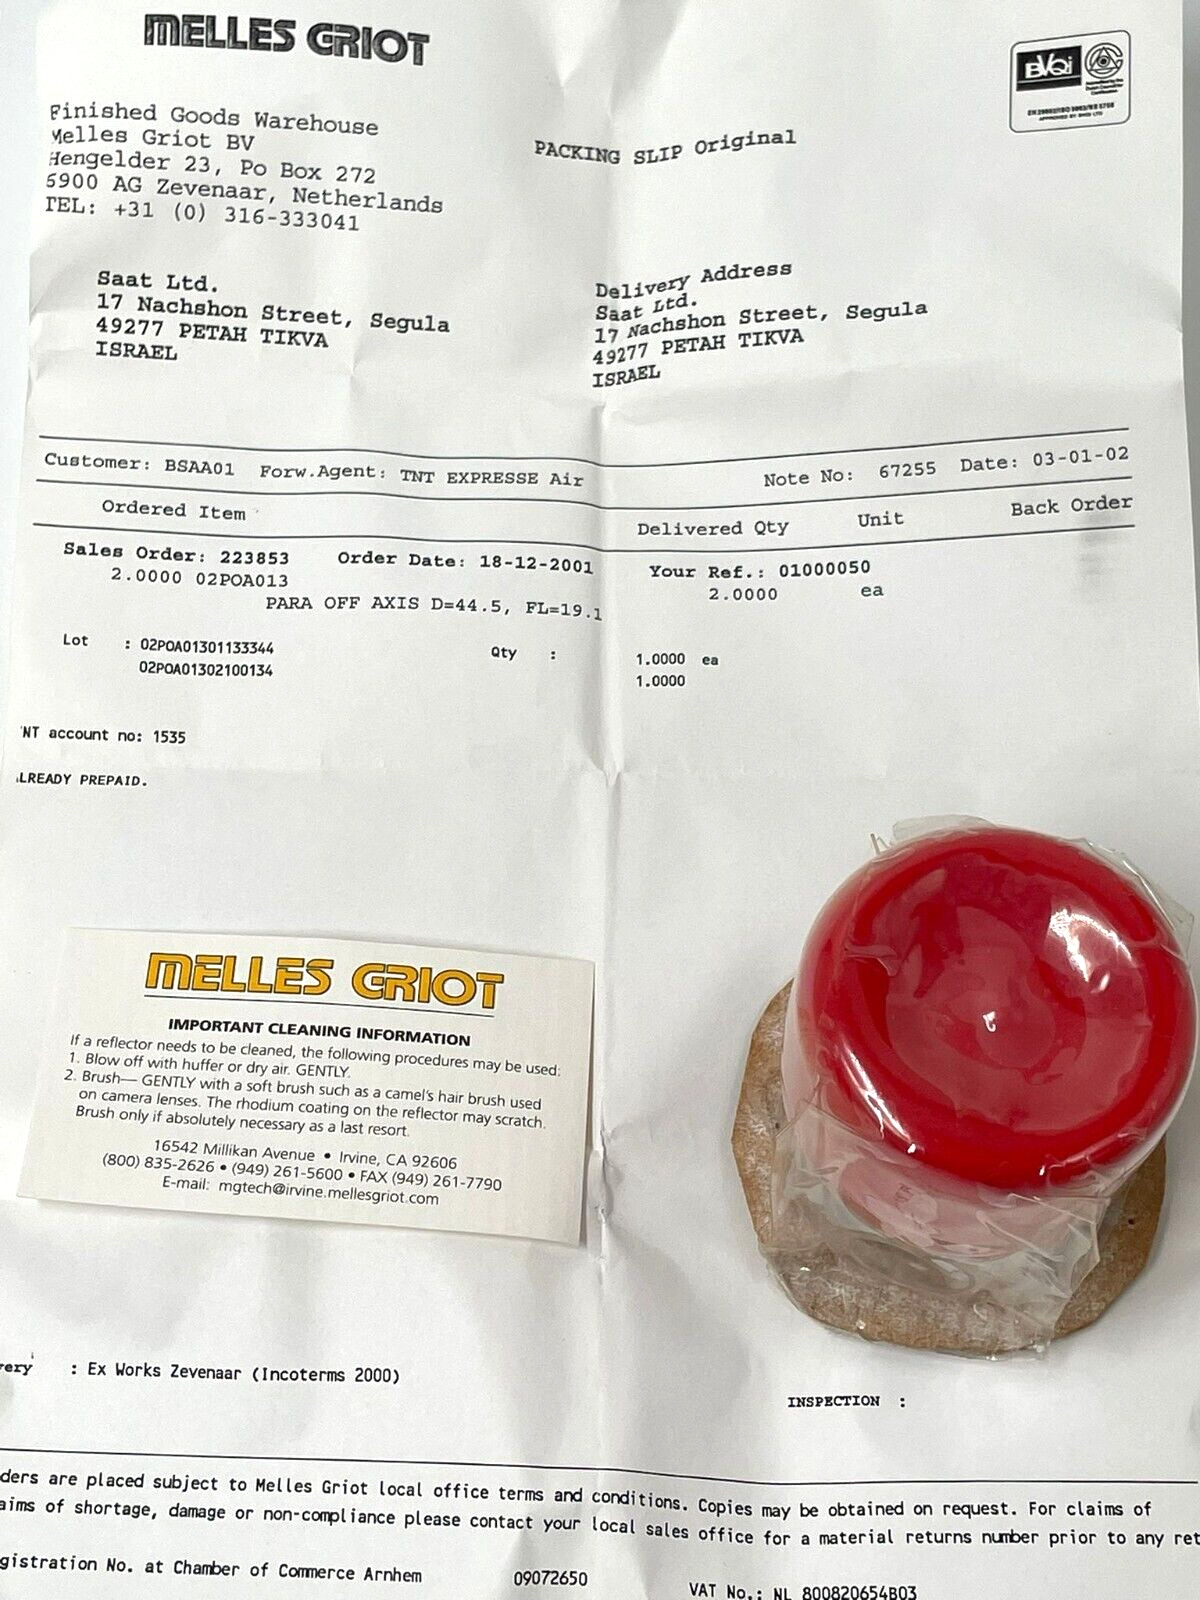 MELLES GRIOT
BVQi
Finished Goods Warehouse
Melles Griot BV
Hengelder 23, Po Box 272
6900 AG Zevenaar, Netherlands
TEL: +31 (0) 316-333041
PACKING SLIP Original
Saat Ltd.
17 Nachshon Street, Segula
49277 PETAH TIKVA
ISRAEL
Delivery Address
Saat Ltd.
17 Nachshon Street, Segula
49277 PETAH TIKVA
ISRAEL
Customer: BSAA01 Forw.Agent: TNT EXPRESSE Air Note No: 67255 Date: 03-01-02
Ordered Item Delivered Qty Unit Back Order
Sales Order: 223853 Order Date: 18-12-2001 Your Ref.: 01000050
2.0000 02POA013 2.0000 ea
PARA OFF AXIS D=44.5, FL=19.1
Lot : 02POA01301133344 Qty : 1.0000 ea
02POA01302100134 1.0000
NT account no: 1535
LREADY PREPAID.
MELLES GRIOT
IMPORTANT CLEANING INFORMATION
If a reflector needs to be cleaned, the following procedures may be used:
1. Blow off with huffer or dry air. GENTLY.
2. Brush— GENTLY with a soft brush such as a camel's hair brush used
on camera lenses. The rhodium coating on the reflector may scratch.
Brush only if absolutely necessary as a last resort.
16542 Millikan Avenue • Irvine, CA 92606
(800) 835-2626 • (949) 261-5600 • FAX (949) 261-7790
E-mail: mgtech@irvine.mellesgriot.com
very : Ex Works Zevenaar (Incoterms 2000)
INSPECTION :
ders are placed subject to Melles Griot local office terms and conditions. Copies may be obtained on request. For claims of
aims of shortage, damage or non-compliance please contact your local sales office for a material returns number prior to any ret
gistration No. at Chamber of Commerce Arnhem 09072650 VAT No.: NL 800820654B03